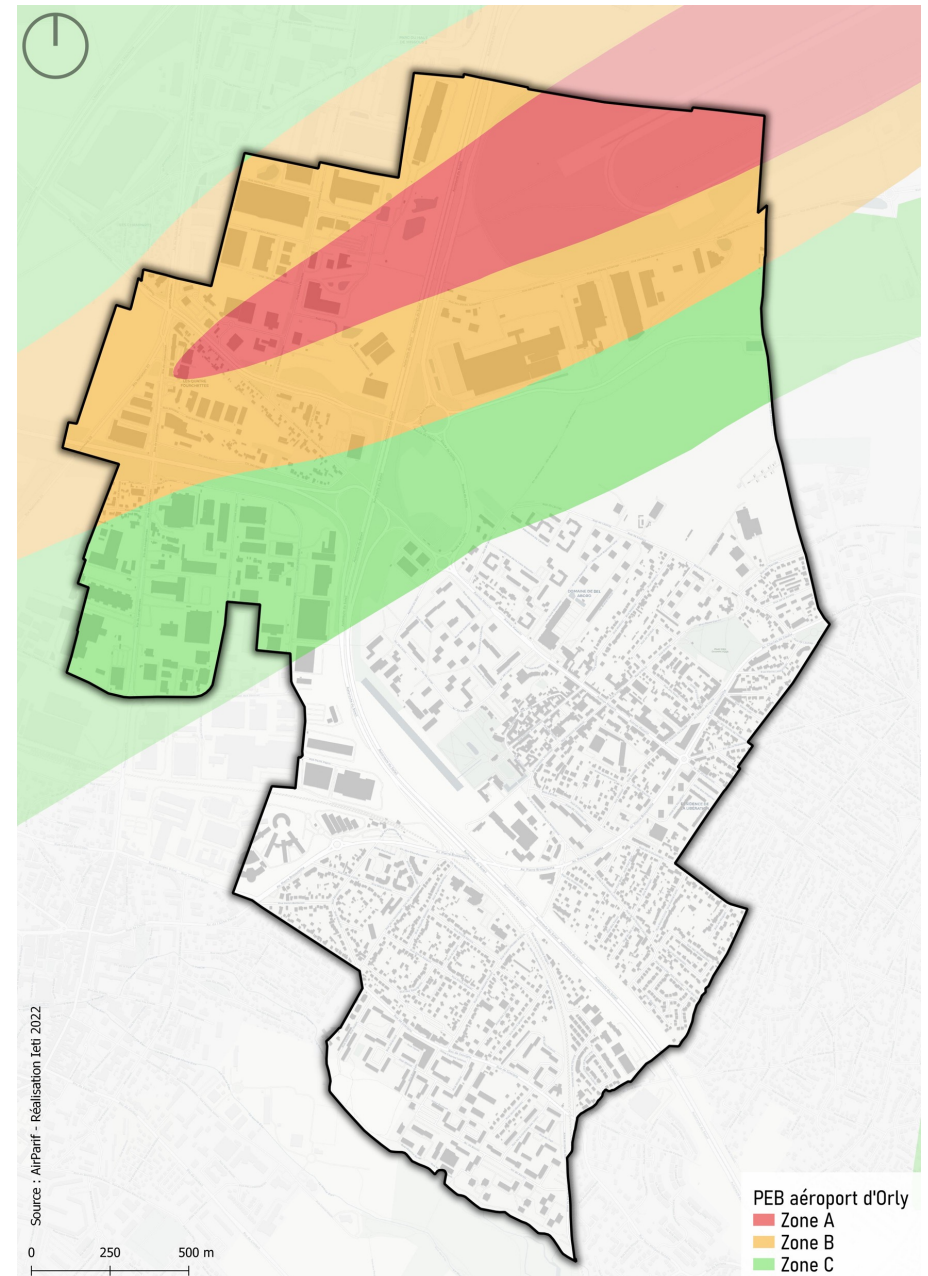 Source : AirParif - Réalisation Ieti 2022
0 250 500 m
PEB aéroport d'Orly
Zone A
Zone B
Zone C